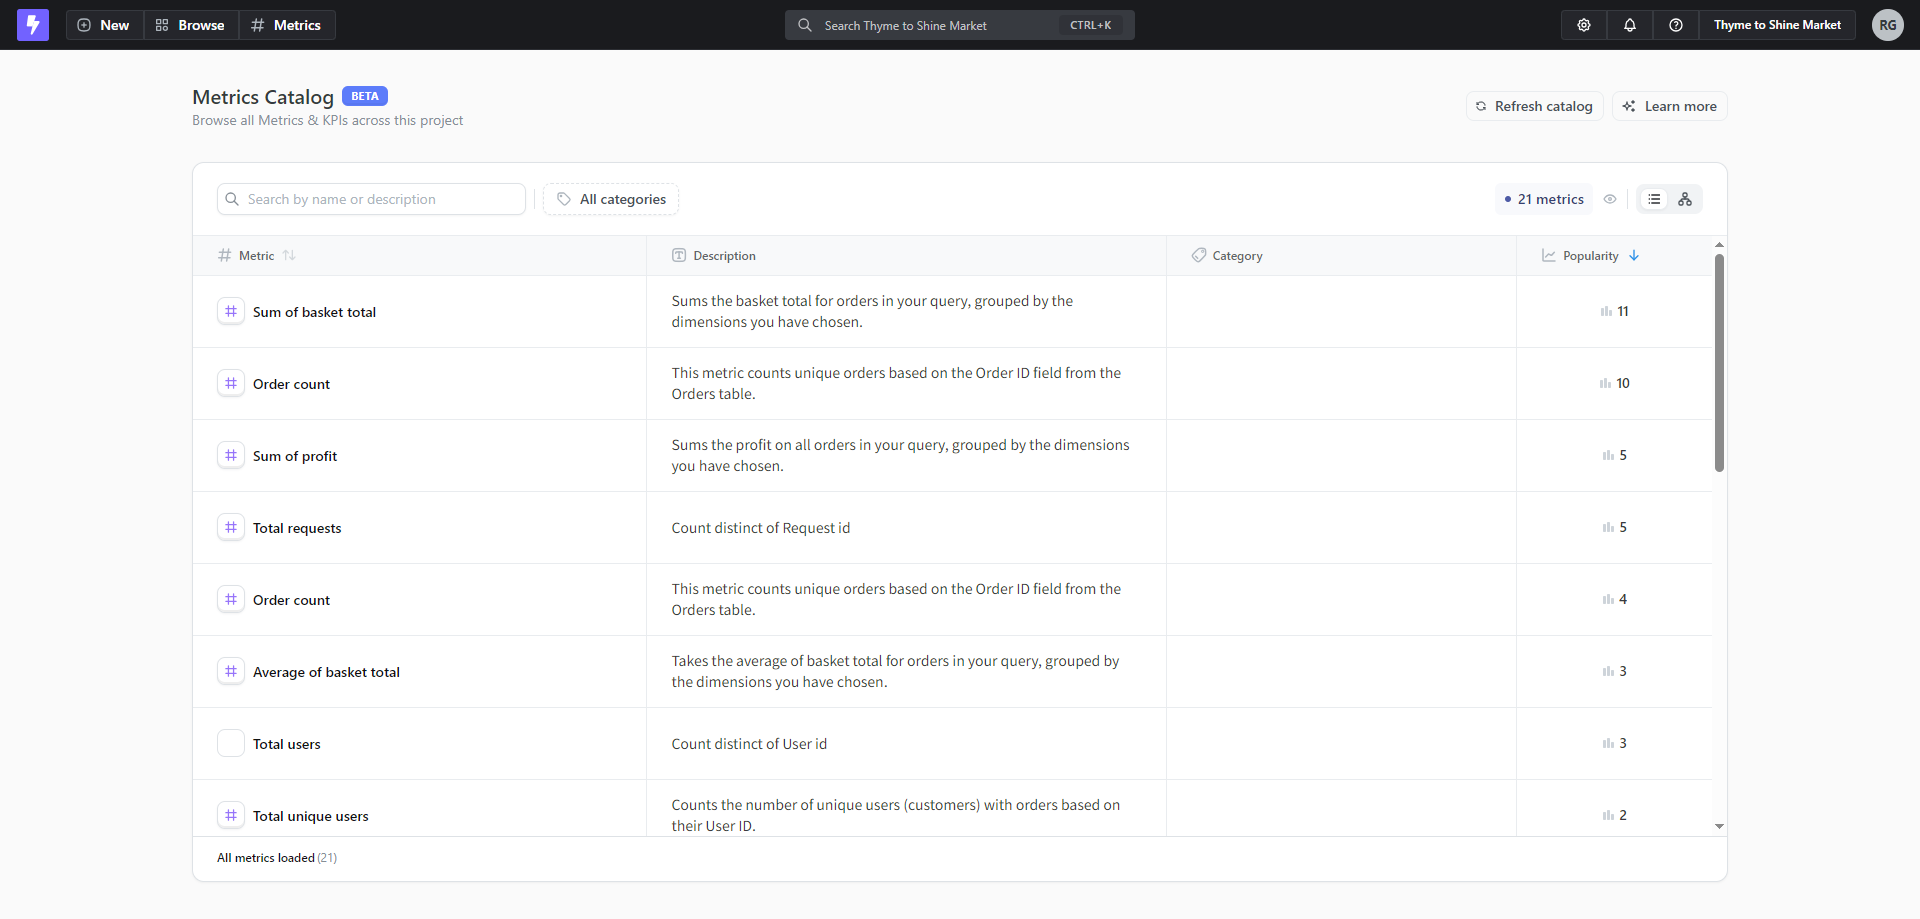 New
Browse
Metrics
Search Thyme to Shine Market
CTRL+K
Thyme to Shine Market
RG
Metrics Catalog
BETA
Browse all Metrics & KPIs across this project
Refresh catalog
Learn more
Search by name or description
All categories
21 metrics
Metric
Description
Category
Popularity
Sum of basket total
Sums the basket total for orders in your query, grouped by the
dimensions you have chosen.
11
Order count
This metric counts unique orders based on the Order ID field from the
Orders table.
10
Sum of profit
Sums the profit on all orders in your query, grouped by the dimensions
you have chosen.
5
Total requests
Count distinct of Request id
5
Order count
This metric counts unique orders based on the Order ID field from the
Orders table.
4
Average of basket total
Takes the average of basket total for orders in your query, grouped by
the dimensions you have chosen.
3
Total users
Count distinct of User id
3
Total unique users
Counts the number of unique users (customers) with orders based on
their User ID.
2
All metrics loaded (21)